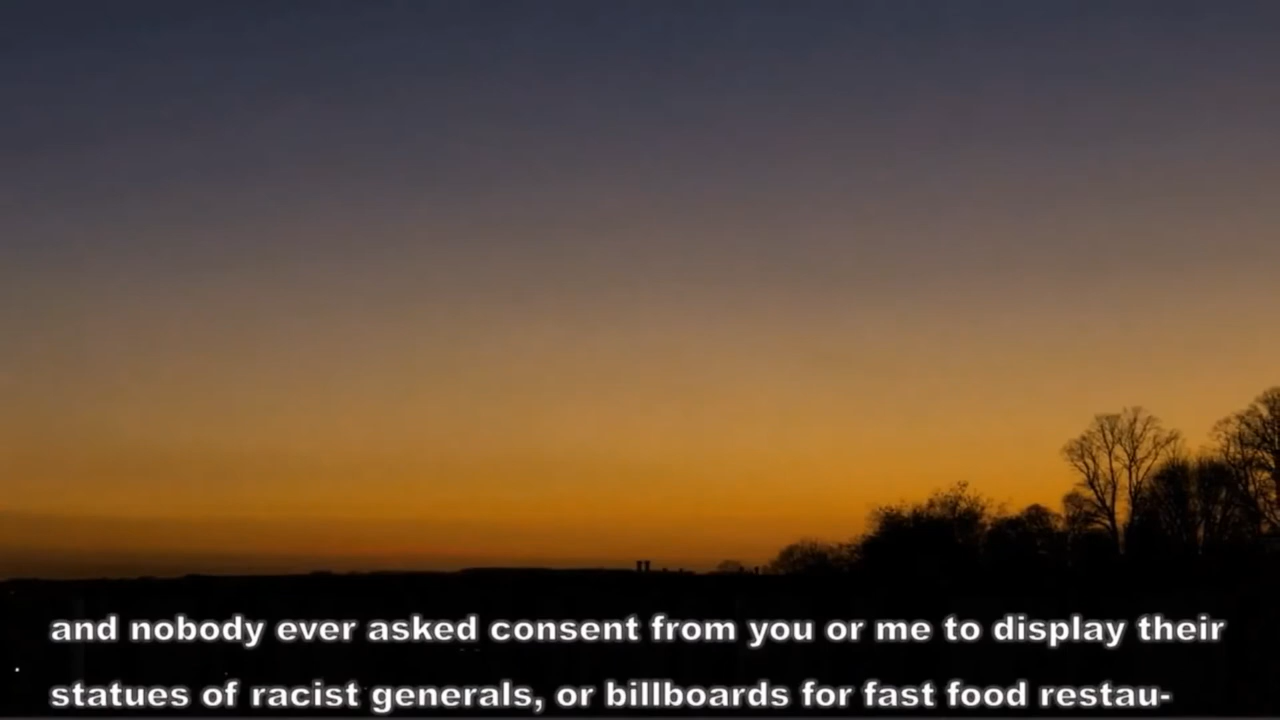 and nobody ever asked consent from you or me to display their
statues of racist generals, or billboards for fast food restau-